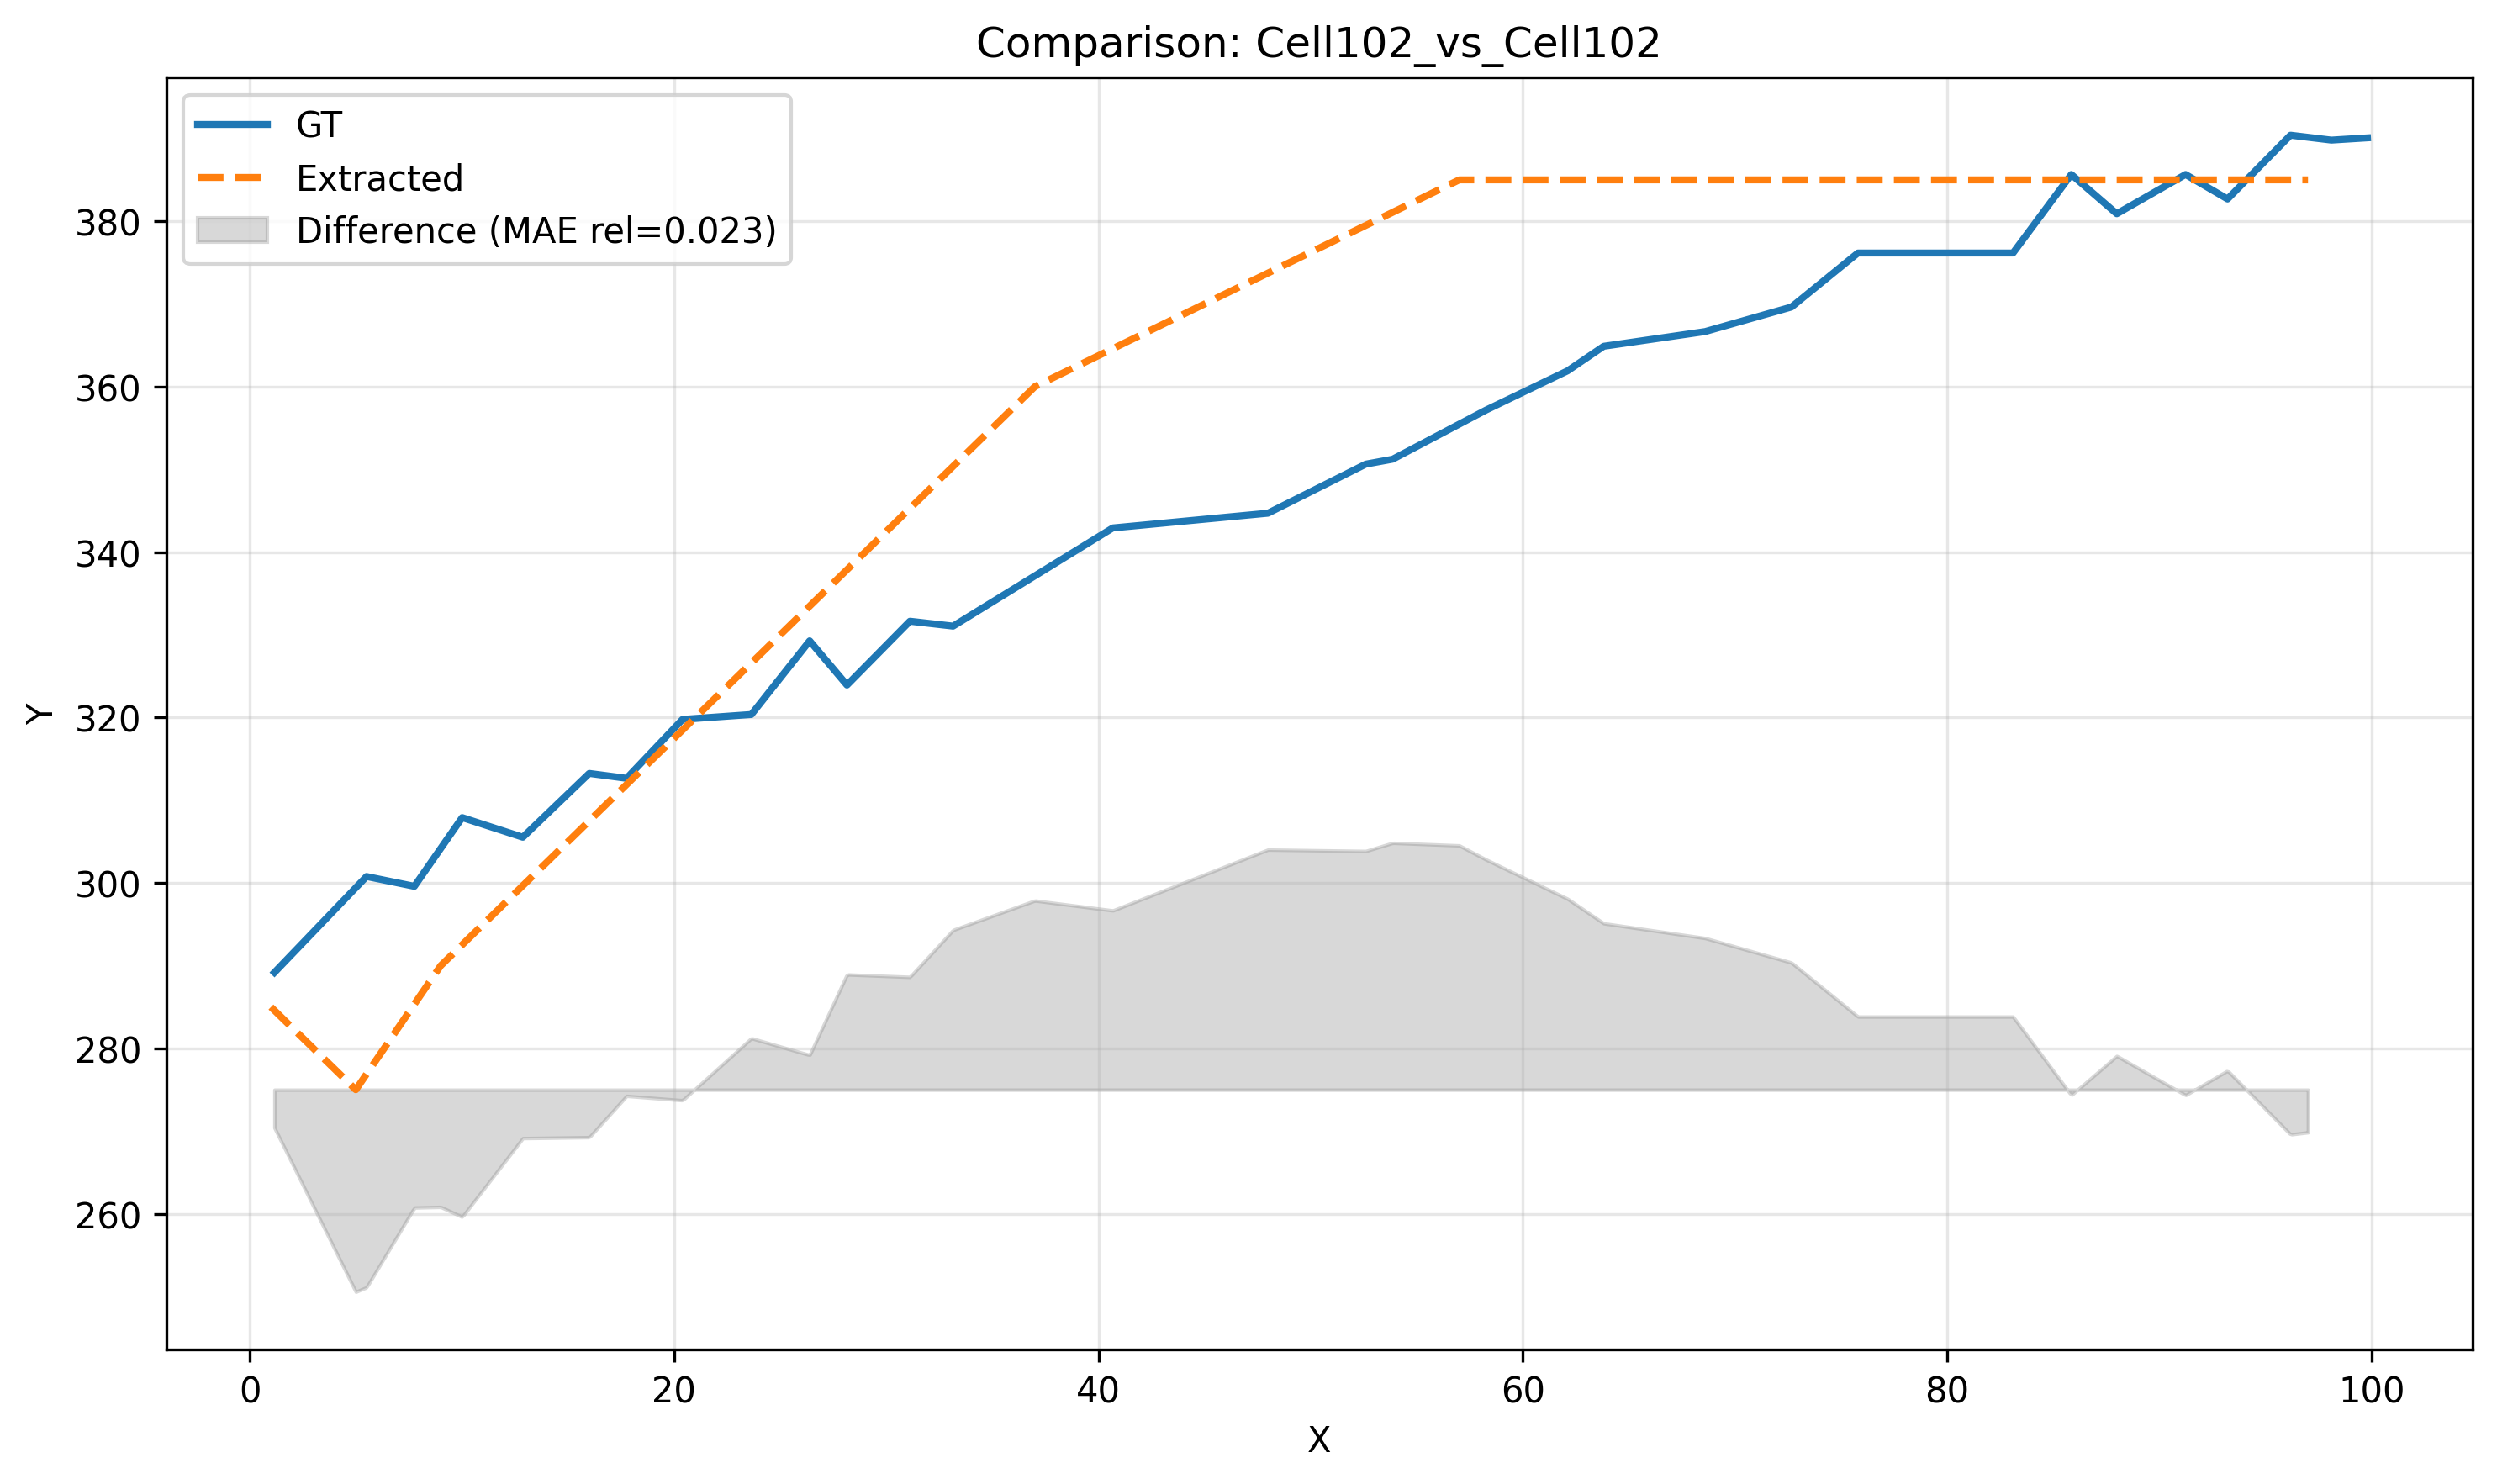 Comparison: Cell102_vs_Cell102
GT
Extracted
Difference (MAE rel=0.023)
Y
380
360
340
320
300
280
260
0 20 40 60 80 100
X